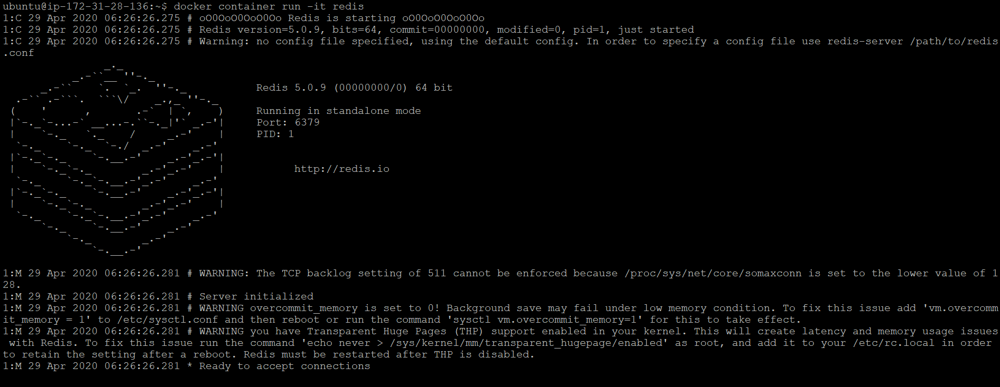 ubuntu@ip-172-31-28-136:~$ docker container run -it redis
1:C 29 Apr 2020 06:26:26.275 # oO0OoO0OoO0Oo Redis is starting oO0OoO0OoO0Oo
1:C 29 Apr 2020 06:26:26.275 # Redis version=5.0.9, bits=64, commit=00000000, modified=0, pid=1, just started
1:C 29 Apr 2020 06:26:26.275 # Warning: no config file specified, using the default config. In order to specify a config file use redis-server /path/to/redis
.conf
Redis 5.0.9 (00000000/0) 64 bit
Running in standalone mode
Port: 6379
PID: 1
http://redis.io
1:M 29 Apr 2020 06:26:26.281 # WARNING: The TCP backlog setting of 511 cannot be enforced because /proc/sys/net/core/somaxconn is set to the lower value of 1
28.
1:M 29 Apr 2020 06:26:26.281 # Server initialized
1:M 29 Apr 2020 06:26:26.281 # WARNING overcommit_memory is set to 0! Background save may fail under low memory condition. To fix this issue add 'vm.overcomm
it_memory = 1' to /etc/sysctl.conf and then reboot or run the command 'sysctl vm.overcommit_memory=1' for this to take effect.
1:M 29 Apr 2020 06:26:26.281 # WARNING you have Transparent Huge Pages (THP) support enabled in your kernel. This will create latency and memory usage issues
 with Redis. To fix this issue run the command 'echo never > /sys/kernel/mm/transparent_hugepage/enabled' as root, and add it to your /etc/rc.local in order
to retain the setting after a reboot. Redis must be restarted after THP is disabled.
1:M 29 Apr 2020 06:26:26.281 * Ready to accept connections